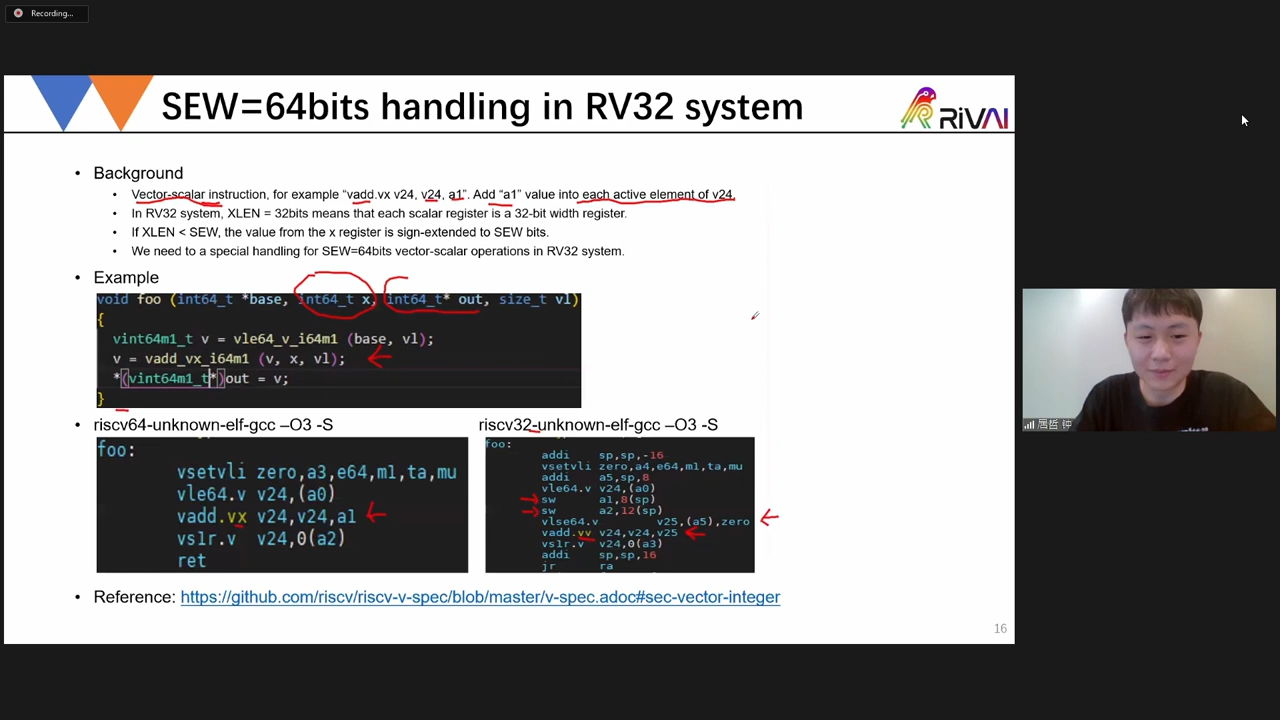 Recording...
SEW=64bits handling in RV32 system
RiVAI
• Background
• Vector-scalar instruction, for example “vadd.vx v24, v24, a1”. Add “a1” value into each active element of v24.
• In RV32 system, XLEN = 32bits means that each scalar register is a 32-bit width register.
• If XLEN < SEW, the value from the x register is sign-extended to SEW bits.
• We need to a special handling for SEW=64bits vector-scalar operations in RV32 system.
• Example
void foo (int64_t *base, int64_t x, int64_t* out, size_t vl)
{
vint64m1_t v = vle64_v_i64m1 (base, vl);
v = vadd_vx_i64m1 (v, x, vl);
*(vint64m1_t*)out = v;
}
• riscv64-unknown-elf-gcc –O3 -S
foo:
vsetvli zero,a3,e64,m1,ta,mu
vle64.v v24,(a0)
vadd.vx v24,v24,a1
vs1r.v v24,0(a2)
ret
riscv32-unknown-elf-gcc –O3 -S
foo:
addi sp,sp,-16
vsetvli zero,a4,e64,m1,ta,mu
addi a5,sp,8
vle64.v v24,(a0)
sw a1,8(sp)
sw a2,12(sp)
vlse64.v v25,(a5),zero
vadd.vv v24,v24,v25
vs1r.v v24,0(a3)
addi sp,sp,16
jr ra
• Reference: https://github.com/riscv/riscv-v-spec/blob/master/v-spec.adoc#sec-vector-integer
16
居哲 钟